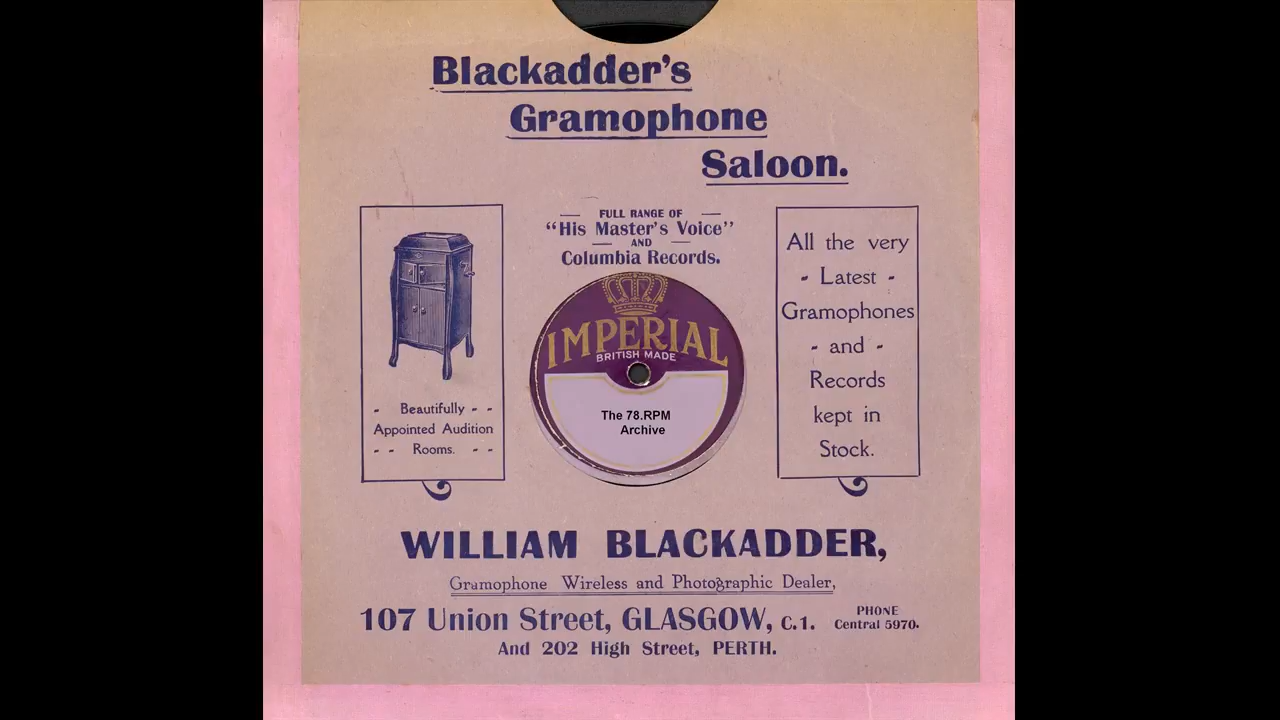 Blackadder's
Gramophone
Saloon.
FULL RANGE OF
"His Master's Voice"
AND
Columbia Records.
- Beautifully - -
Appointed Audition
- - Rooms. - -
IMPERIAL
BRITISH MADE
The 78.RPM
Archive
All the very
- Latest -
Gramophones
- and -
Records
kept in
Stock.
WILLIAM BLACKADDER,
Gramophone Wireless and Photographic Dealer,
107 Union Street, GLASGOW, C.1.
PHONE
Central 5970.
And 202 High Street, PERTH.